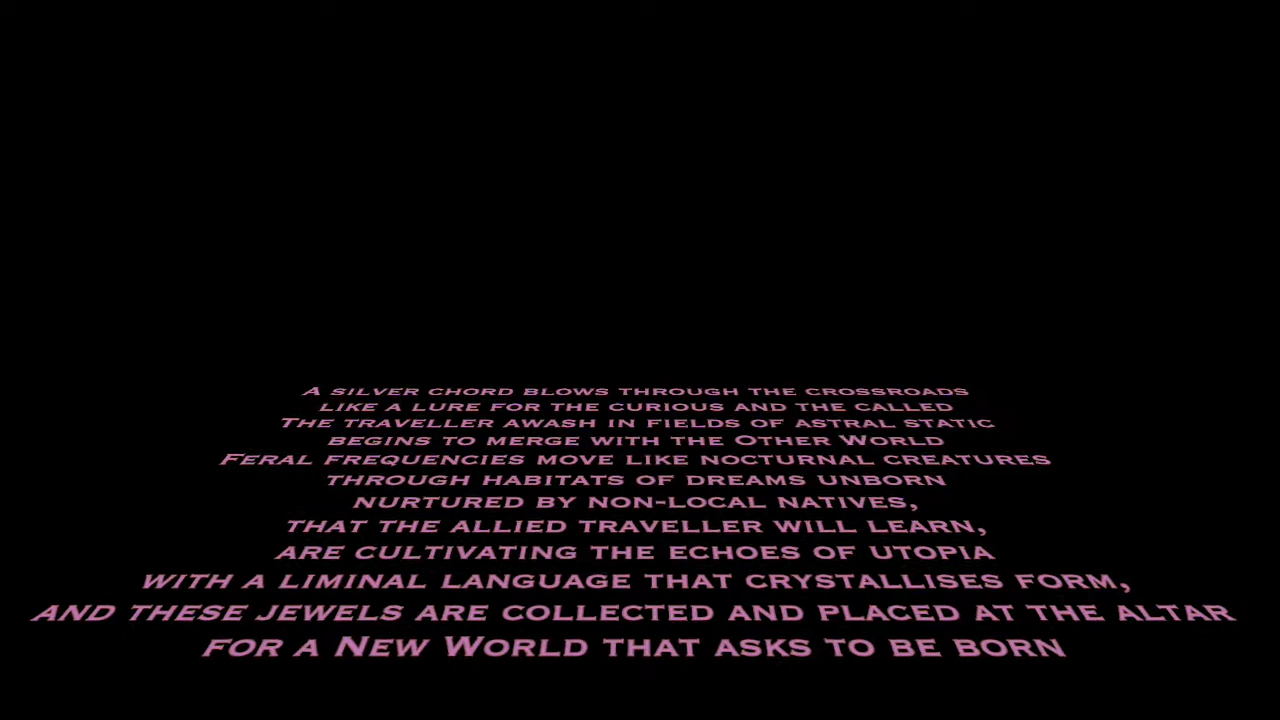 A silver chord blows through the crossroads
like a lure for the curious and the called
The traveller awash in fields of astral static
begins to merge with the Other World
Feral frequencies move like nocturnal creatures
through habitats of dreams unborn
nurtured by non-local natives,
that the allied traveller will learn,
are cultivating the echoes of utopia
with a liminal language that crystallises form,
and these jewels are collected and placed at the altar
for a New World that asks to be born